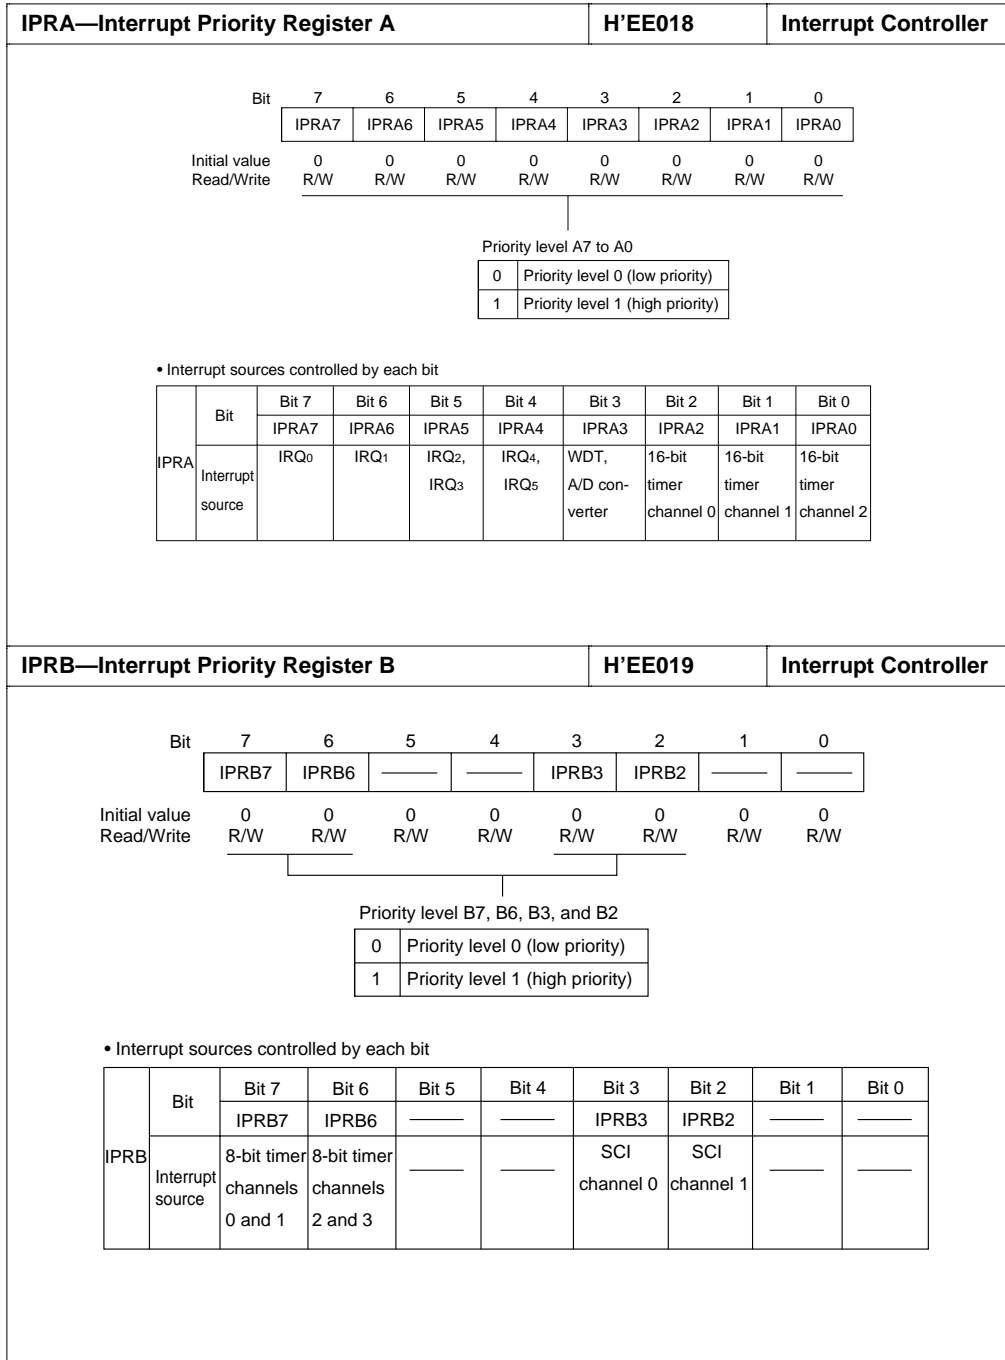 IPRA—Interrupt Priority Register A H'EE018 Interrupt Controller
Bit 7 6 5 4 3 2 1 0
IPRA7 IPRA6 IPRA5 IPRA4 IPRA3 IPRA2 IPRA1 IPRA0
Initial value 0 0 0 0 0 0 0 0
Read/Write R/W R/W R/W R/W R/W R/W R/W R/W
Priority level A7 to A0
0 Priority level 0 (low priority)
1 Priority level 1 (high priority)
• Interrupt sources controlled by each bit
IPRA Bit Bit 7 Bit 6 Bit 5 Bit 4 Bit 3 Bit 2 Bit 1 Bit 0
IPRA7 IPRA6 IPRA5 IPRA4 IPRA3 IPRA2 IPRA1 IPRA0
Interrupt source IRQ0 IRQ1 IRQ2, IRQ4, WDT, 16-bit 16-bit 16-bit
IRQ3 IRQ5 A/D con- timer timer timer
verter channel 0 channel 1 channel 2
IPRB—Interrupt Priority Register B H'EE019 Interrupt Controller
Bit 7 6 5 4 3 2 1 0
IPRB7 IPRB6 — — IPRB3 IPRB2 — —
Initial value 0 0 0 0 0 0 0 0
Read/Write R/W R/W R/W R/W R/W R/W R/W R/W
Priority level B7, B6, B3, and B2
0 Priority level 0 (low priority)
1 Priority level 1 (high priority)
• Interrupt sources controlled by each bit
IPRB Bit Bit 7 Bit 6 Bit 5 Bit 4 Bit 3 Bit 2 Bit 1 Bit 0
IPRB7 IPRB6 — — IPRB3 IPRB2 — —
Interrupt source 8-bit timer 8-bit timer — — SCI SCI — —
channels channels channel 0 channel 1
0 and 1 2 and 3